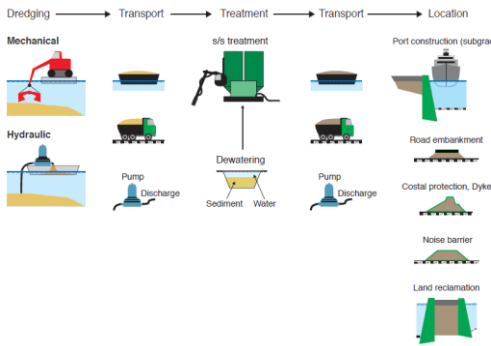 Dredging
Transport
Treatment
Transport
Location
Mechanical
s/s treatment
Port construction (subgrad
Hydraulic
Road embankment
Dewatering
Pump
Discharge
Sediment
Water
Pump
Discharge
Costal protection, Dyke
Noise barrier
Land reclamation